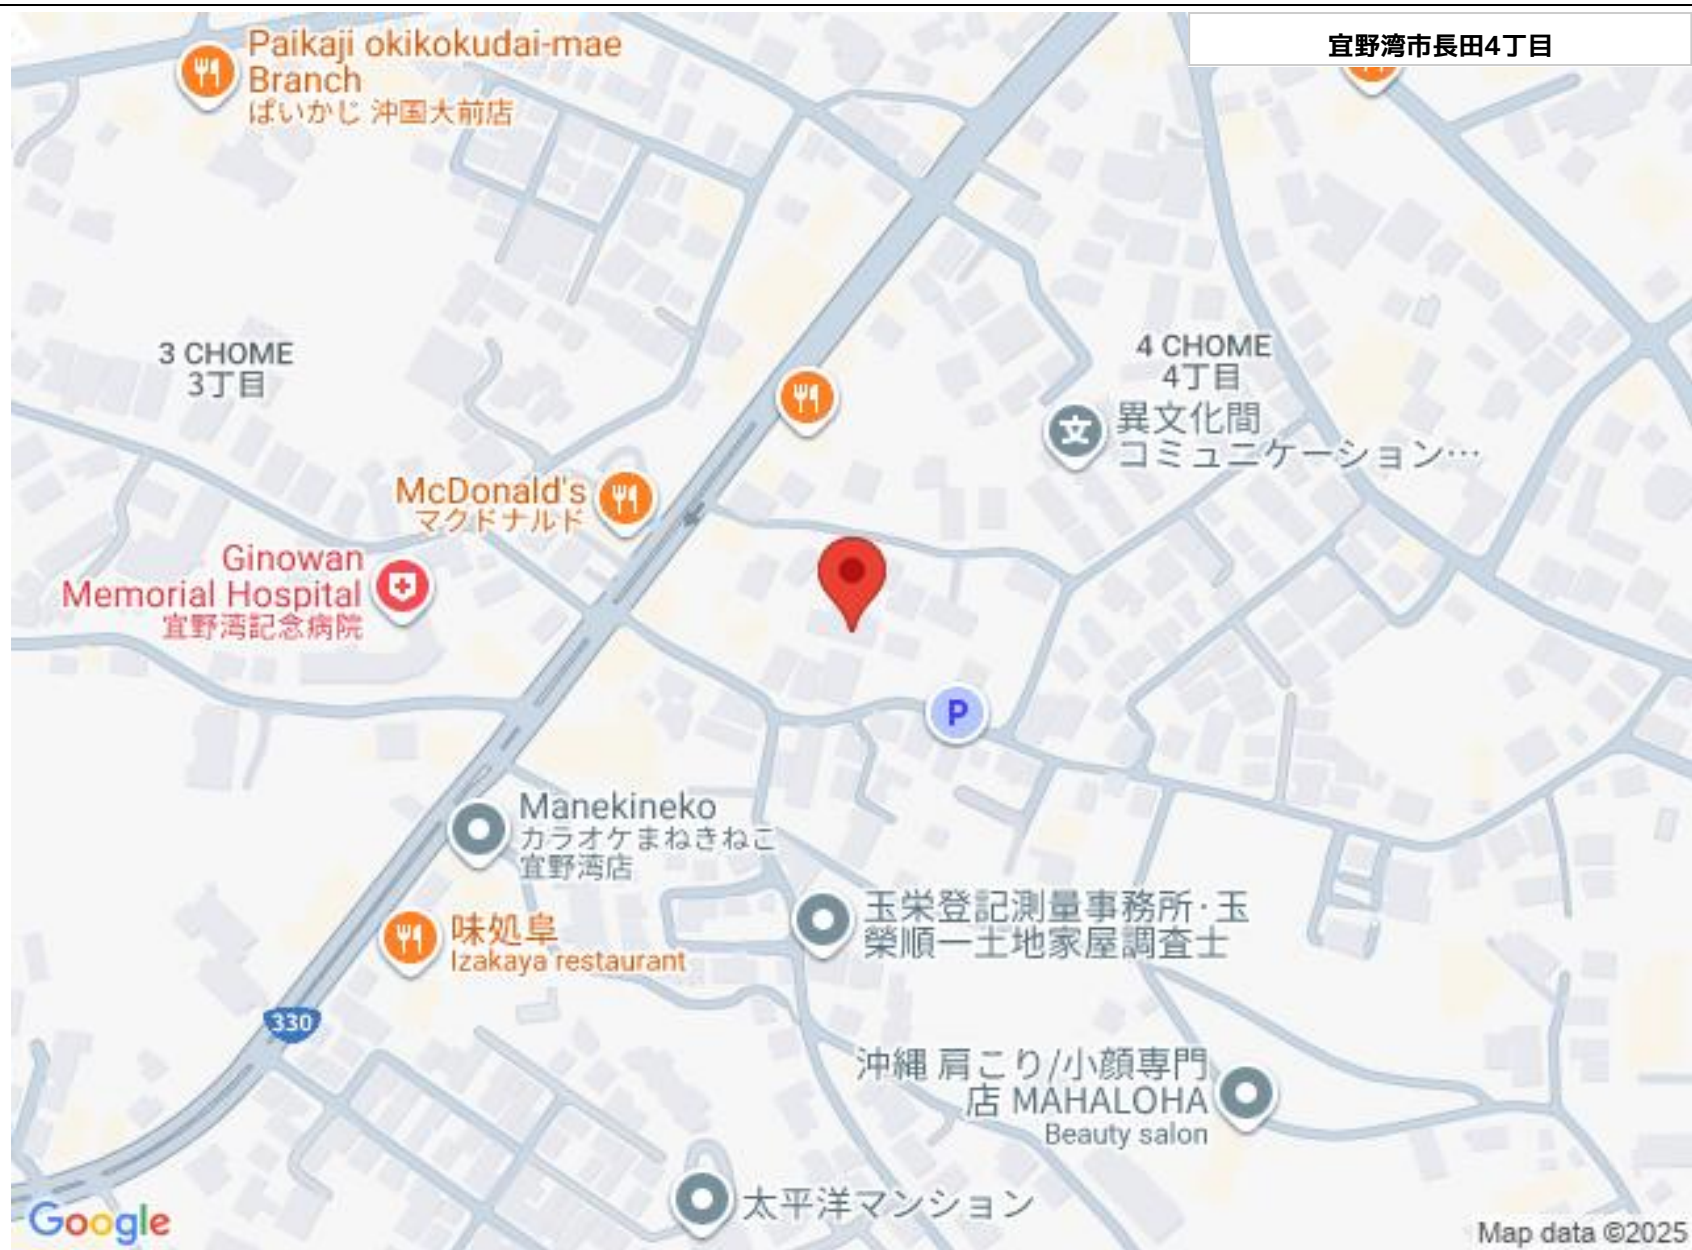 宜野湾市長田4丁目
Paikaji okikokudai-mae
Branch
ぱいかじ 沖国大前店
3 CHOME
3丁目
4 CHOME
4丁目
異文化間
コミュニケーション…
McDonald's
マクドナルド
Ginowan
Memorial Hospital
宜野湾記念病院
P
Manekineko
カラオケまねきねこ
宜野湾店
味処阜
Izakaya restaurant
玉栄登記測量事務所·玉
榮順一土地家屋調査士
330
沖縄 肩こり/小顔専門
店 MAHALOHA
Beauty salon
太平洋マンション
Google
Map data ©2025